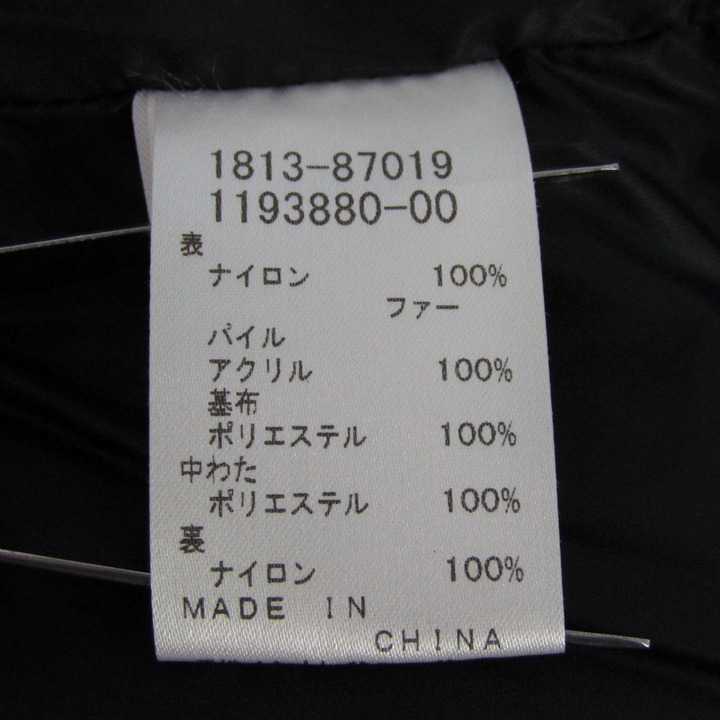 1813-87019
1193880-00
表
ナイロン 100%
ファー
パイル
アクリル 100%
基布
ポリエステル 100%
中わた
ポリエステル 100%
裏
ナイロン 100%
MADE IN
CHINA